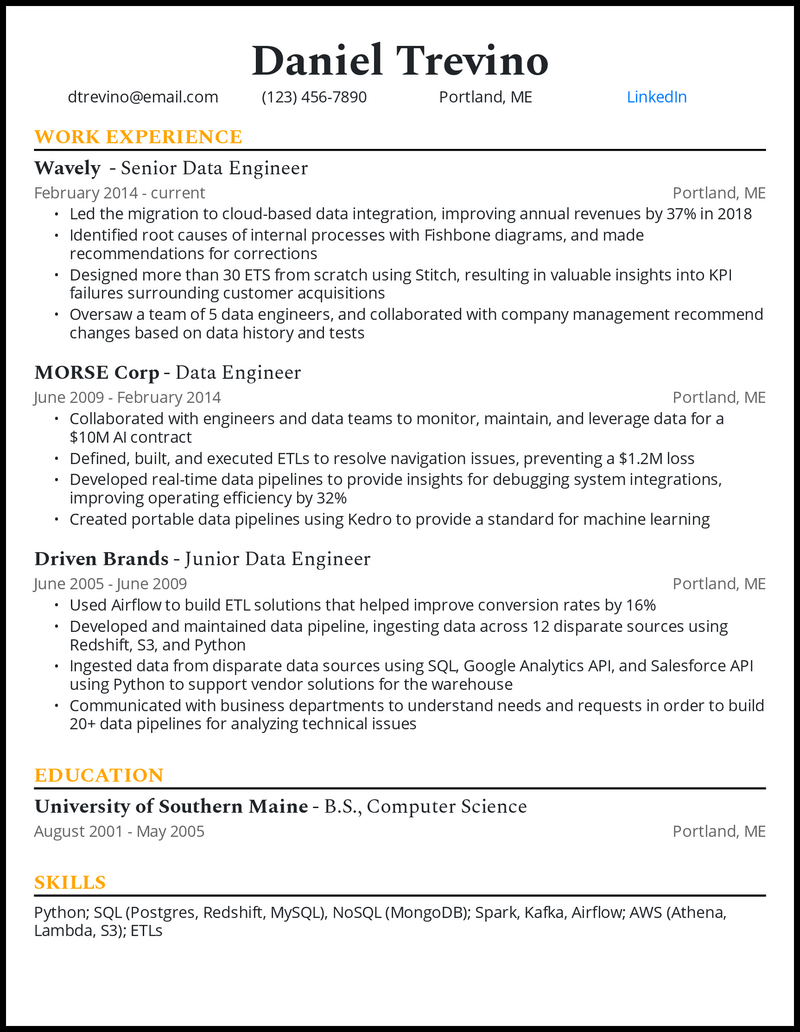 Daniel Trevino
dtrevino@email.com (123) 456-7890 Portland, ME LinkedIn
WORK EXPERIENCE
Wavely - Senior Data Engineer
February 2014 - current Portland, ME
• Led the migration to cloud-based data integration, improving annual revenues by 37% in 2018
• Identified root causes of internal processes with Fishbone diagrams, and made
recommendations for corrections
• Designed more than 30 ETS from scratch using Stitch, resulting in valuable insights into KPI
failures surrounding customer acquisitions
• Oversaw a team of 5 data engineers, and collaborated with company management recommend
changes based on data history and tests
MORSE Corp - Data Engineer
June 2009 - February 2014 Portland, ME
• Collaborated with engineers and data teams to monitor, maintain, and leverage data for a
$10M AI contract
• Defined, built, and executed ETLs to resolve navigation issues, preventing a $1.2M loss
• Developed real-time data pipelines to provide insights for debugging system integrations,
improving operating efficiency by 32%
• Created portable data pipelines using Kedro to provide a standard for machine learning
Driven Brands - Junior Data Engineer
June 2005 - June 2009 Portland, ME
• Used Airflow to build ETL solutions that helped improve conversion rates by 16%
• Developed and maintained data pipeline, ingesting data across 12 disparate sources using
Redshift, S3, and Python
• Ingested data from disparate data sources using SQL, Google Analytics API, and Salesforce API
using Python to support vendor solutions for the warehouse
• Communicated with business departments to understand needs and requests in order to build
20+ data pipelines for analyzing technical issues
EDUCATION
University of Southern Maine - B.S., Computer Science
August 2001 - May 2005 Portland, ME
SKILLS
Python; SQL (Postgres, Redshift, MySQL), NoSQL (MongoDB); Spark, Kafka, Airflow; AWS (Athena,
Lambda, S3); ETLs